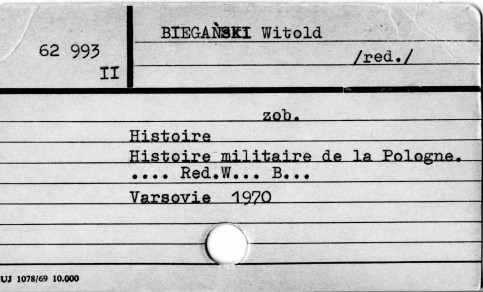 BIEGAŃSKI Witold
62 993
/red./
II
zob.
Histoire
Histoire militaire de la Pologne.
.... Red.W... B...
Varsovie 1970
UJ 1078/69 10.000